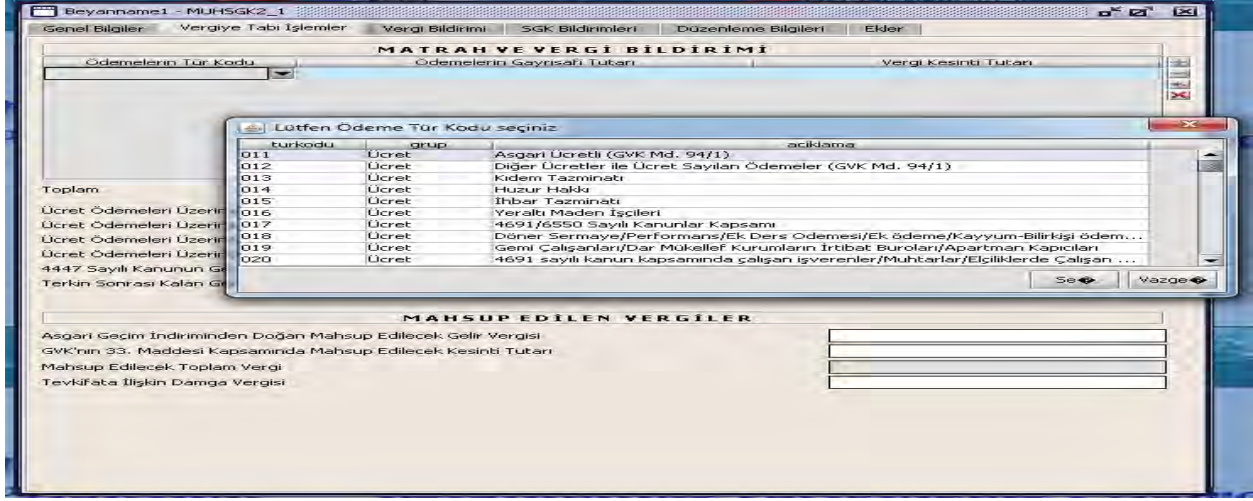 Beyanname1 - MUHSGK2_1
Genel Bilgiler Vergiye Tabi İşlemler Vergi Bildirimi SGK Bildirimleri Düzenleme Bilgileri Ekler
MATRAH VE VERGİ BİLDİRİMİ
Ödemelerin Tür Kodu Ödemelerin Gayrisafi Tutarı Vergi Kesinti Tutarı
Lütfen Ödeme Tür Kodu seçiniz
turkodu grup aciklama
011 Ücret Asgari Ücretli (GVK Md. 94/1)
012 Ücret Diğer Ücretler ile Ücret Sayılan Ödemeler (GVK Md. 94/1)
013 Ücret Kıdem Tazminatı
014 Ücret Huzur Hakkı
015 Ücret İhbar Tazminatı
016 Ücret Yeraltı Maden İşçileri
017 Ücret 4691/6550 Sayılı Kanunlar Kapsamı
018 Ücret Döner Sermaye/Performans/Ek Ders Odemesi/Ek ödeme/Kayyum-Bilirkişi ödem...
019 Ücret Gemi Çalışanları/Dar Mükellef Kurumların İrtibat Buroları/Apartman Kapıcıları
020 Ücret 4691 sayılı kanun kapsamında çalışan işverenler/Muhtarlar/Elçiliklerde Çalışan ...
Se� Vazge�
Toplam
Ücret Ödemeleri Üzerin
Ücret Ödemeleri Üzerin
Ücret Ödemeleri Üzerin
Ücret Ödemeleri Üzerin
4447 Sayılı Kanunun Ge
Terkin Sonrası Kalan Ge
MAHSUP EDİLEN VERGİLER
Asgari Geçim İndiriminden Doğan Mahsup Edilecek Gelir Vergisi
GVK'nın 33. Maddesi Kapsamında Mahsup Edilecek Kesinti Tutarı
Mahsup Edilecek Toplam Vergi
Tevkifata İlişkin Damga Vergisi